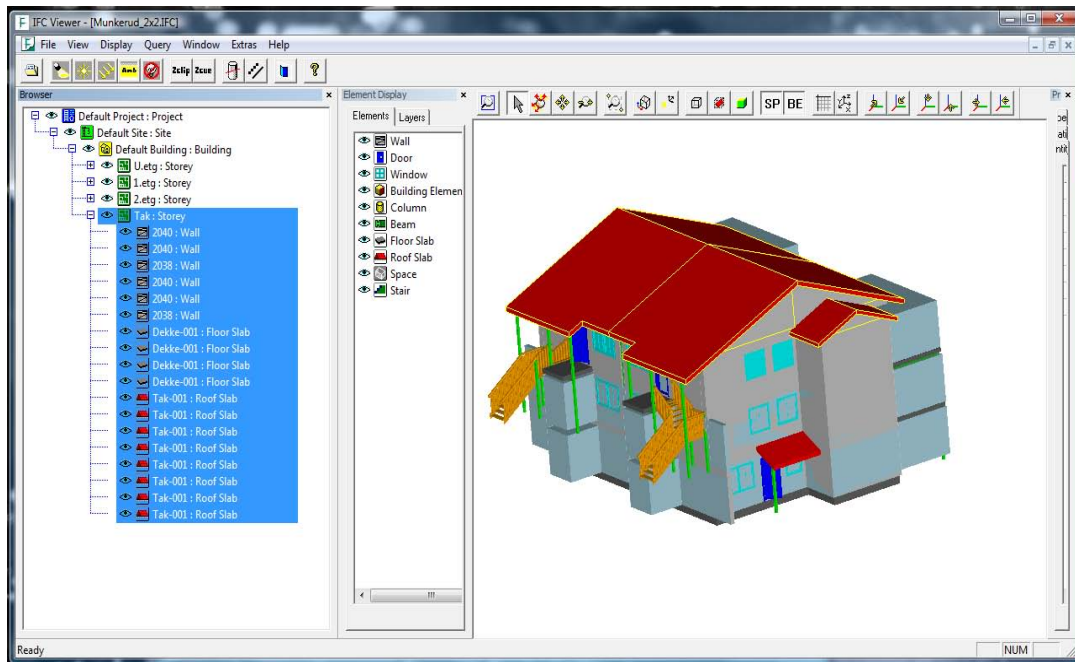 IFC Viewer - [Munkerud_2x2.IFC]
File View Display Query Window Extras Help
Amb Zclip Zcue ?
Browser
Default Project : Project
Default Site : Site
Default Building : Building
U.etg : Storey
1.etg : Storey
2.etg : Storey
Tak : Storey
2040 : Wall
2040 : Wall
2038 : Wall
2040 : Wall
2040 : Wall
2038 : Wall
Dekke-001 : Floor Slab
Dekke-001 : Floor Slab
Dekke-001 : Floor Slab
Dekke-001 : Floor Slab
Tak-001 : Roof Slab
Tak-001 : Roof Slab
Tak-001 : Roof Slab
Tak-001 : Roof Slab
Tak-001 : Roof Slab
Tak-001 : Roof Slab
Tak-001 : Roof Slab
Tak-001 : Roof Slab
Element Display
Elements Layers
Wall
Door
Window
Building Elemen
Column
Beam
Floor Slab
Roof Slab
Space
Stair
SP BE
Pr
Ready
NUM